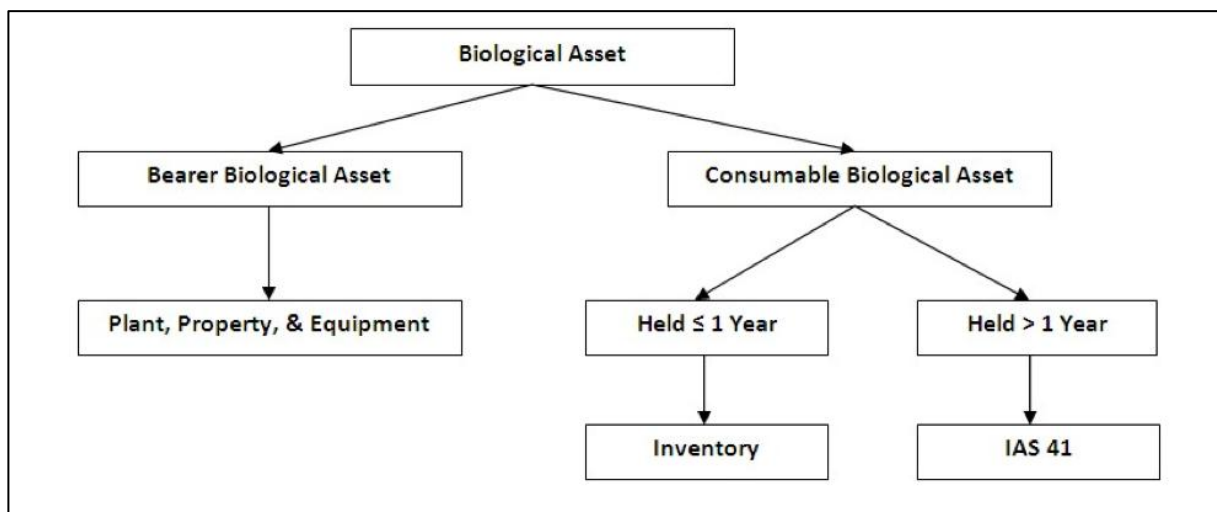 Biological Asset
Bearer Biological Asset
Consumable Biological Asset
Plant, Property, & Equipment
Held ≤ 1 Year
Held > 1 Year
Inventory
IAS 41